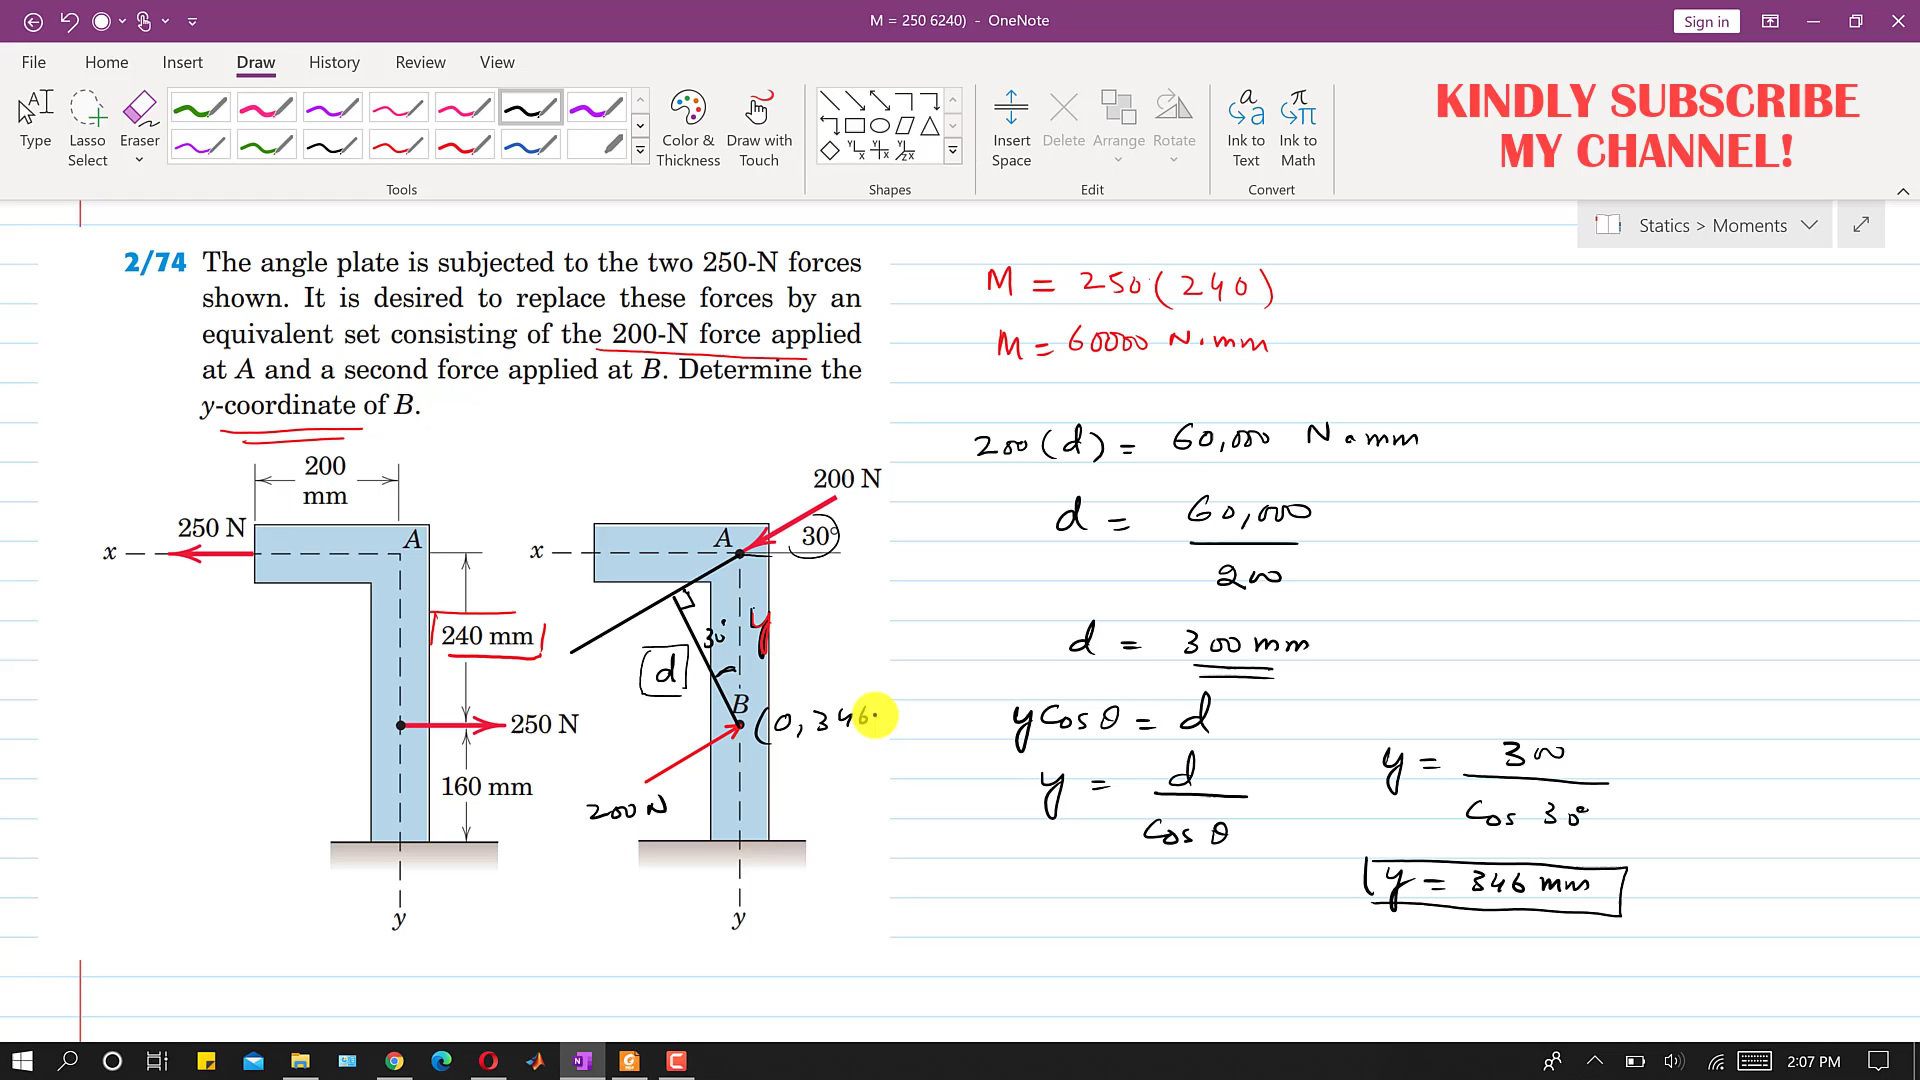 M = 250 6240) - OneNote
Sign in
File Home Insert Draw History Review View
Type
Lasso Select
Eraser
Color & Thickness
Draw with Touch
Insert Space
Delete
Arrange
Rotate
Ink to Text
Ink to Math
Tools
Shapes
Edit
Convert
KINDLY SUBSCRIBE
MY CHANNEL!
Statics > Moments
2/74 The angle plate is subjected to the two 250-N forces
shown. It is desired to replace these forces by an
equivalent set consisting of the 200-N force applied
at A and a second force applied at B. Determine the
y-coordinate of B.
200
mm
250 N
A
x
240 mm
250 N
160 mm
y
200 N
30°
A
x
y
30°
d
B (0, 346.
200 N
y
M = 250 (240)
M = 60000 N.mm
200 (d) = 60,000 N.mm
d = 60,000
200
d = 300 mm
y Cos θ = d
y = d
Cos θ
y = 300
Cos 30°
y = 346 mm
2:07 PM